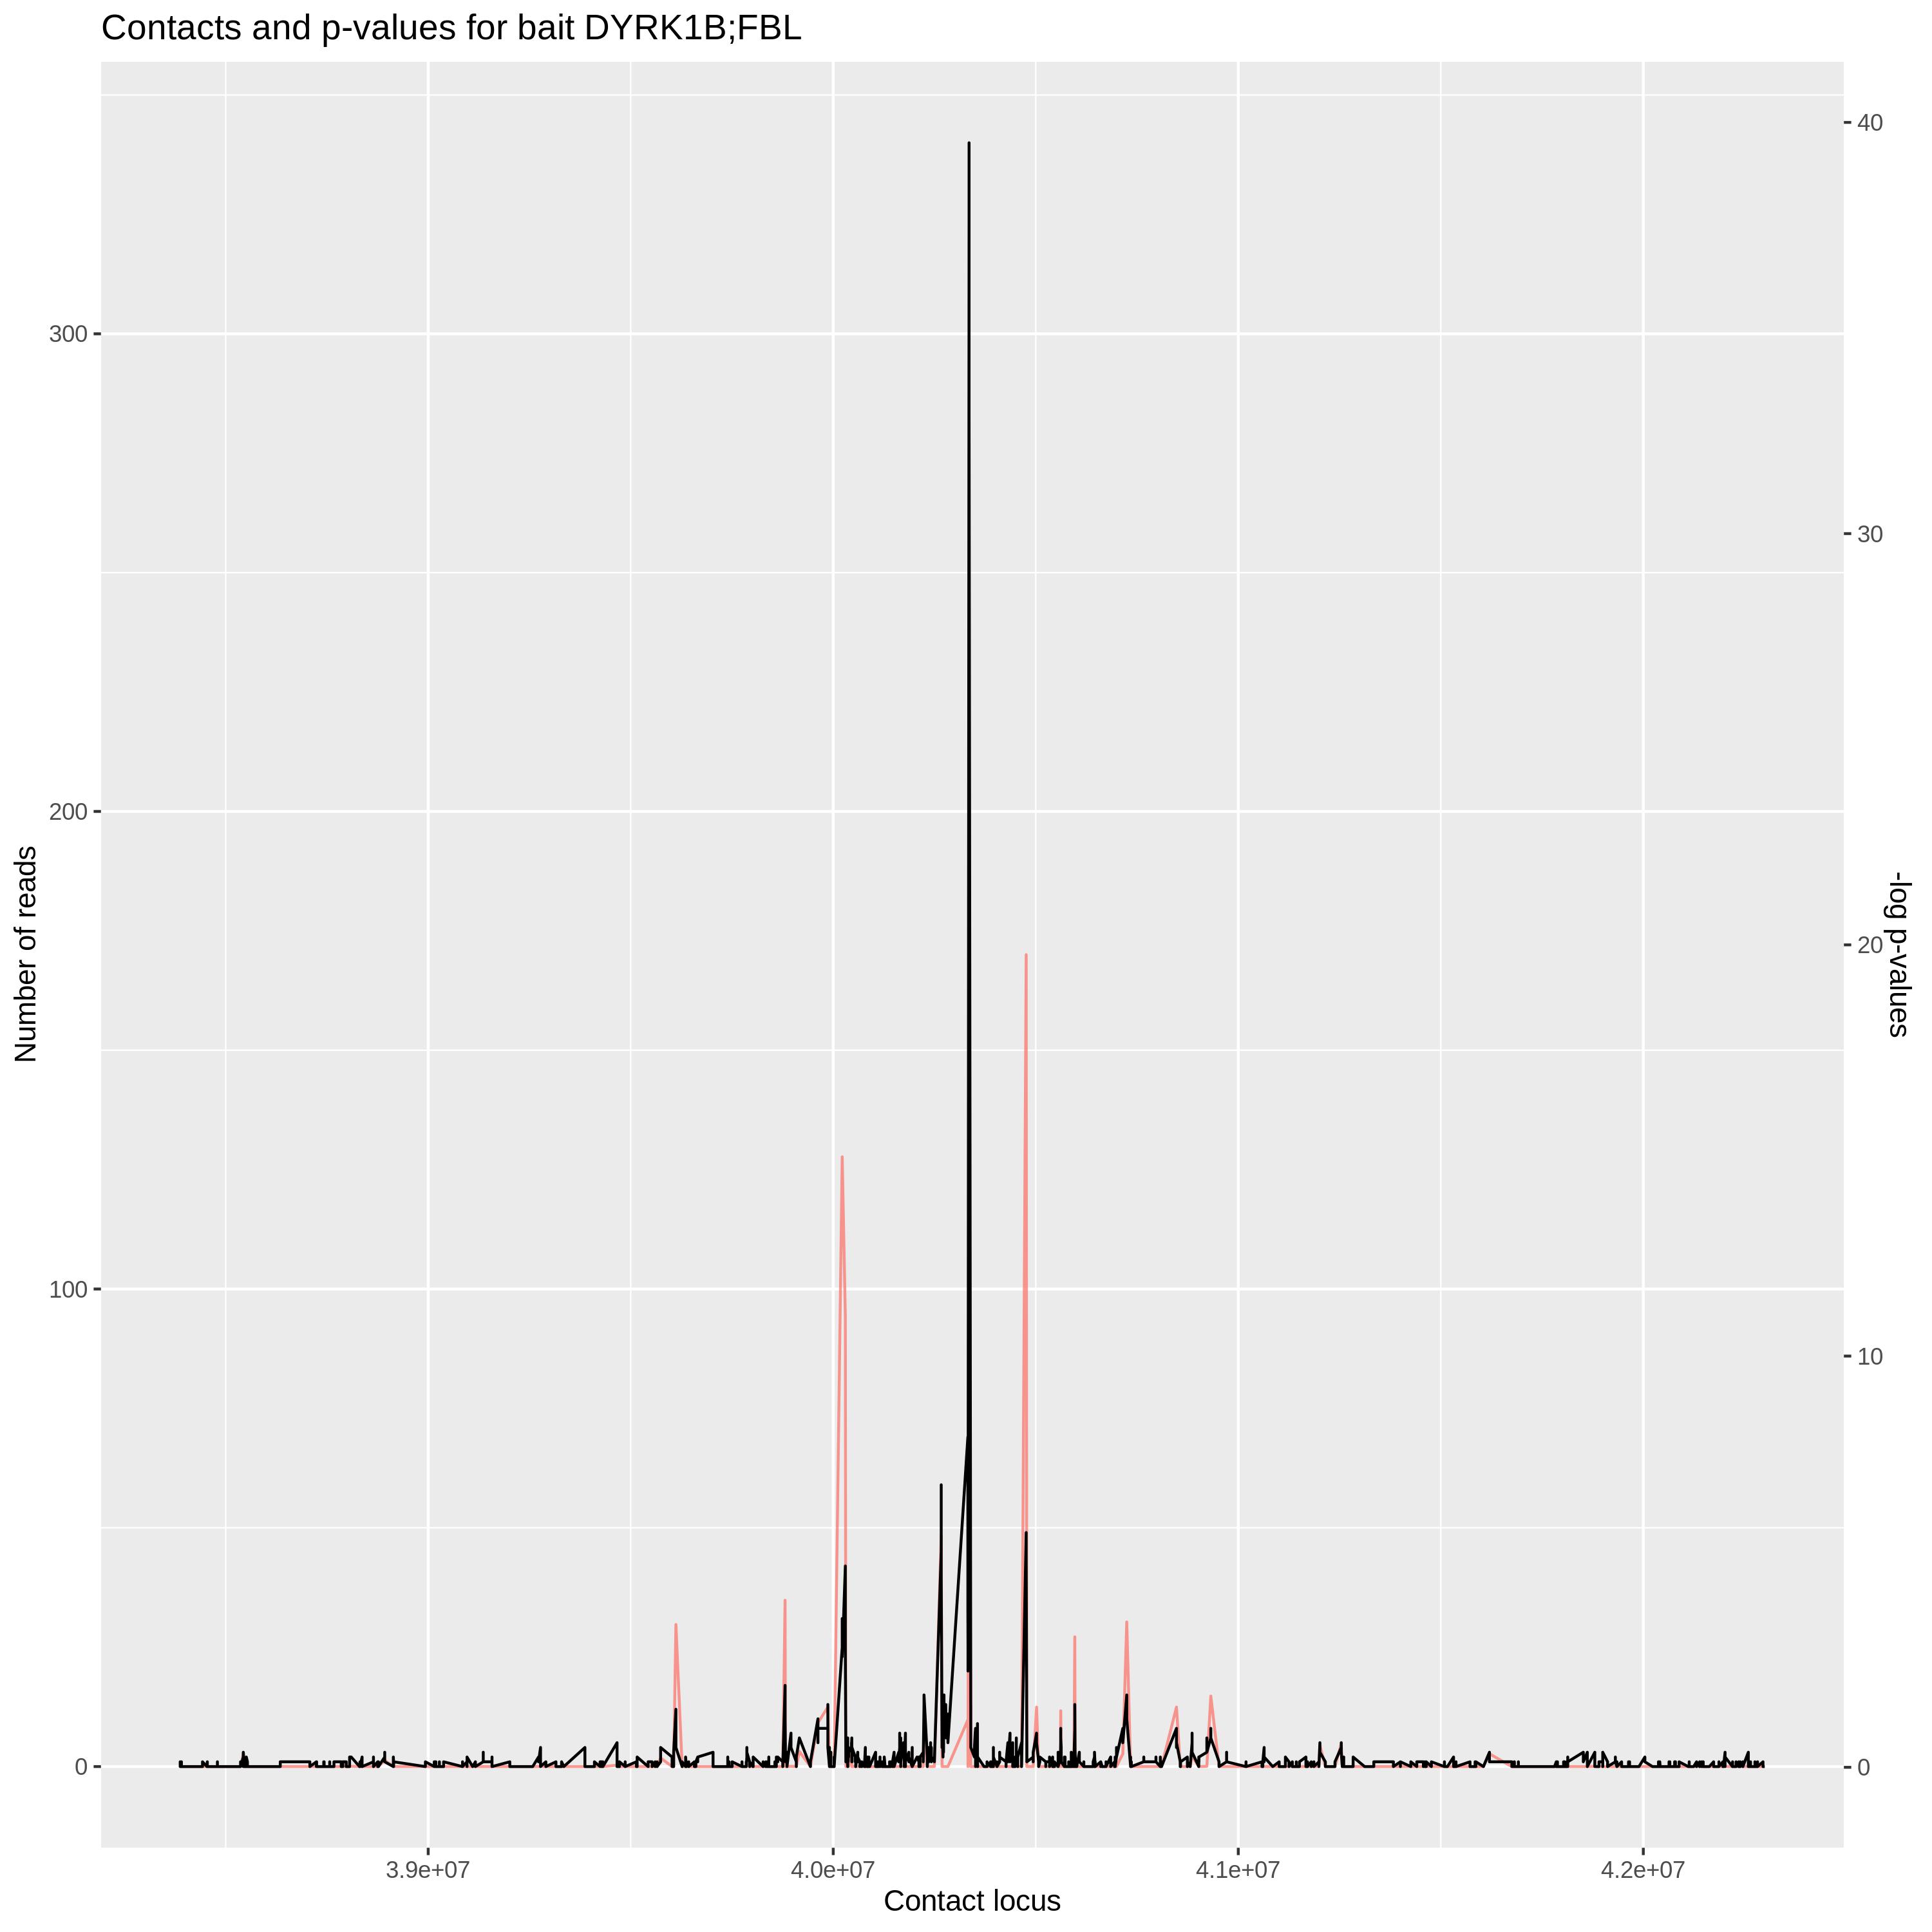 Contacts and p-values for bait DYRK1B;FBL
40
300
30
200
20
Number of reads
-log p-values
100
10
0
0
3.9e+07
4.0e+07
4.1e+07
4.2e+07
Contact locus